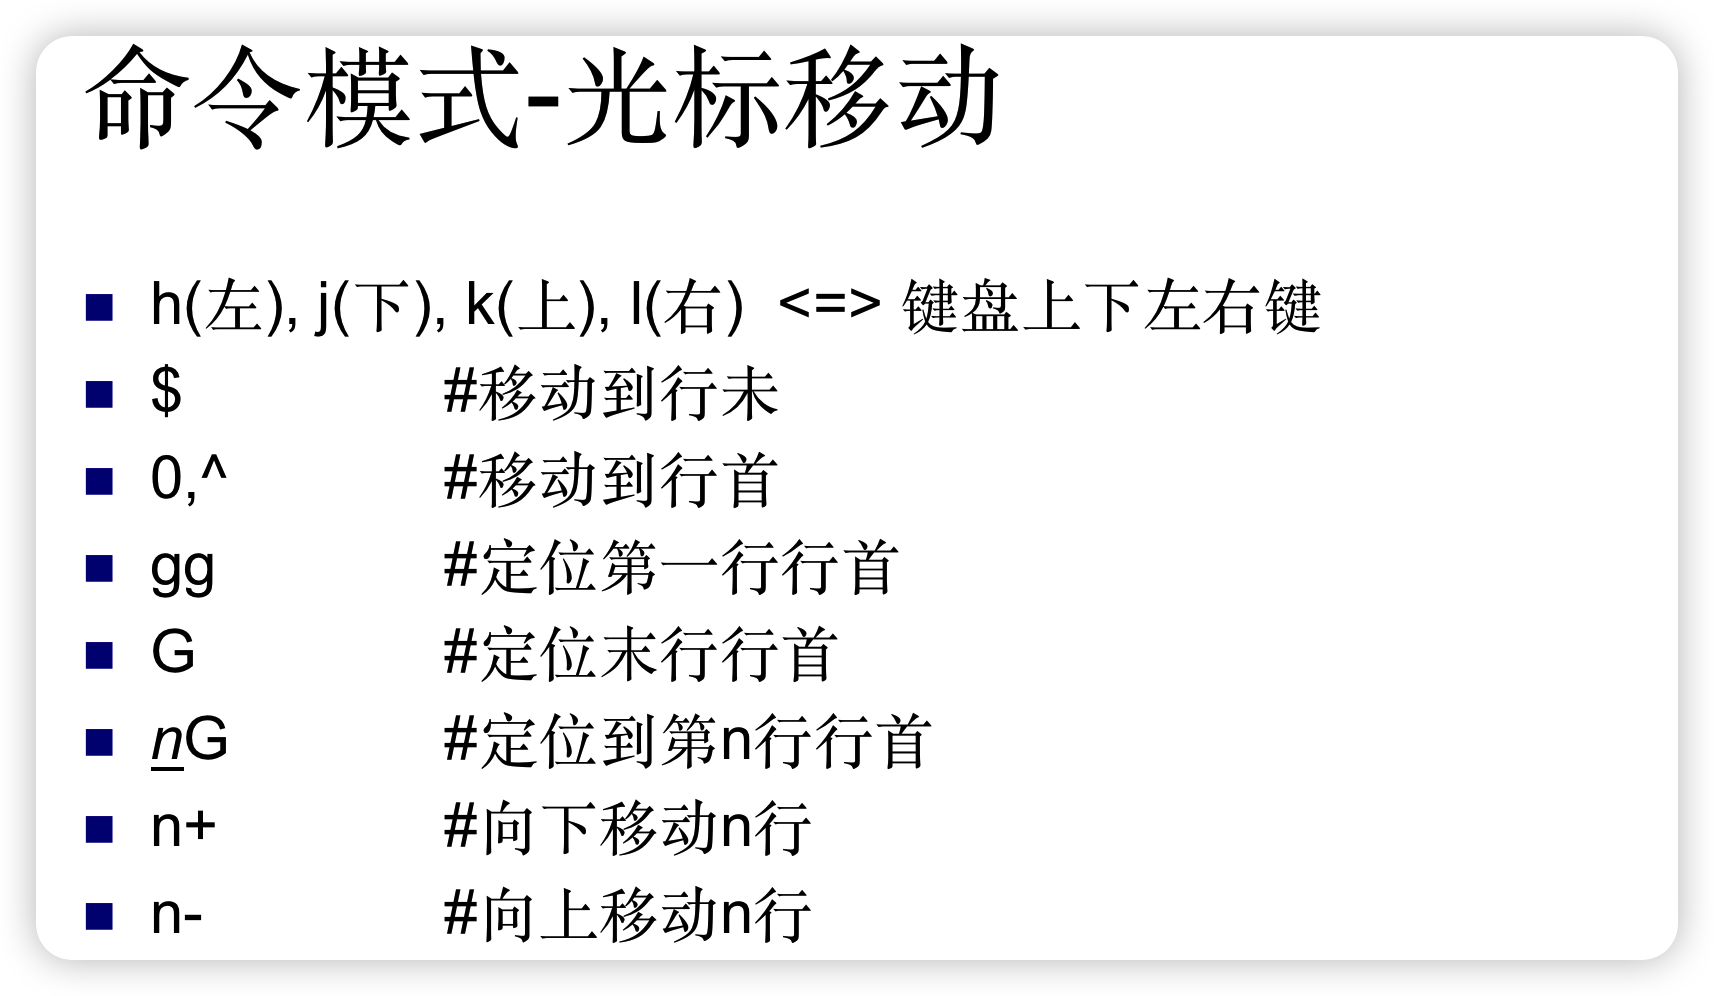 命令模式-光标移动
h(左), j(下), k(上), l(右) <=> 键盘上下左右键
$ #移动到行未
0,^ #移动到行首
gg #定位第一行行首
G #定位末行行首
nG #定位到第n行行首
n+ #向下移动n行
n- #向上移动n行